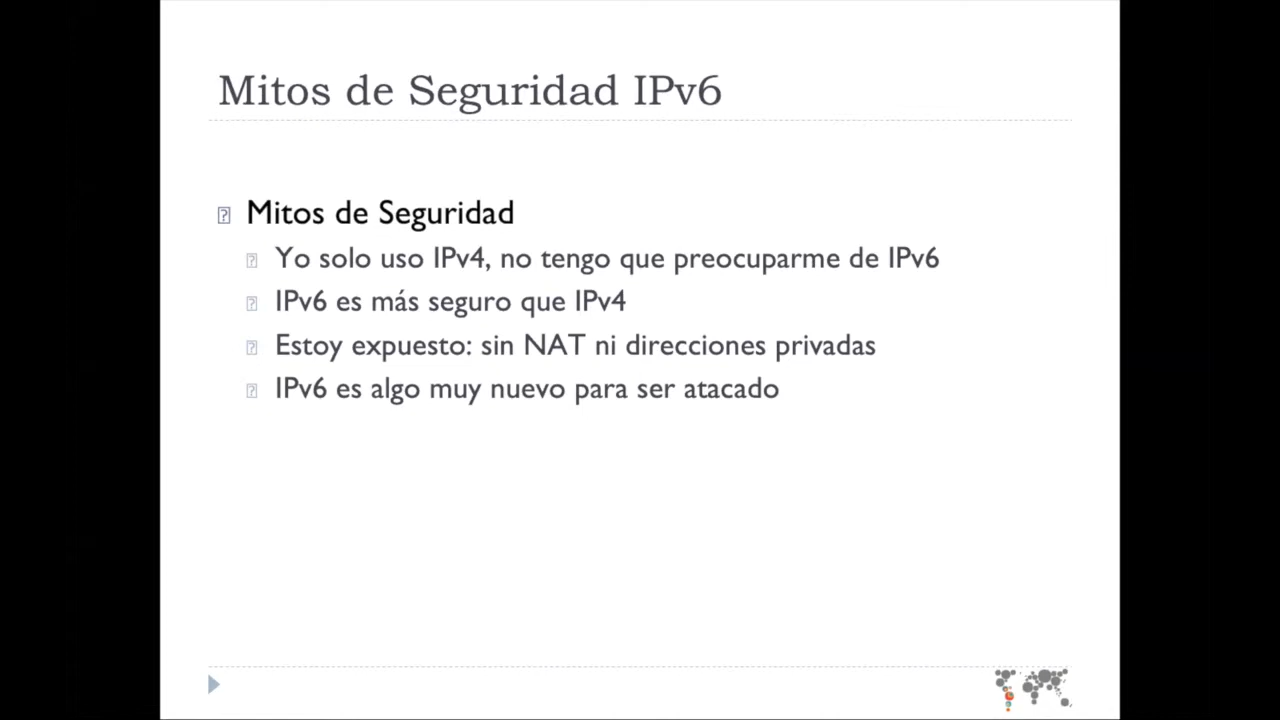 Mitos de Seguridad IPv6
Mitos de Seguridad
Yo solo uso IPv4, no tengo que preocuparme de IPv6
IPv6 es más seguro que IPv4
Estoy expuesto: sin NAT ni direcciones privadas
IPv6 es algo muy nuevo para ser atacado